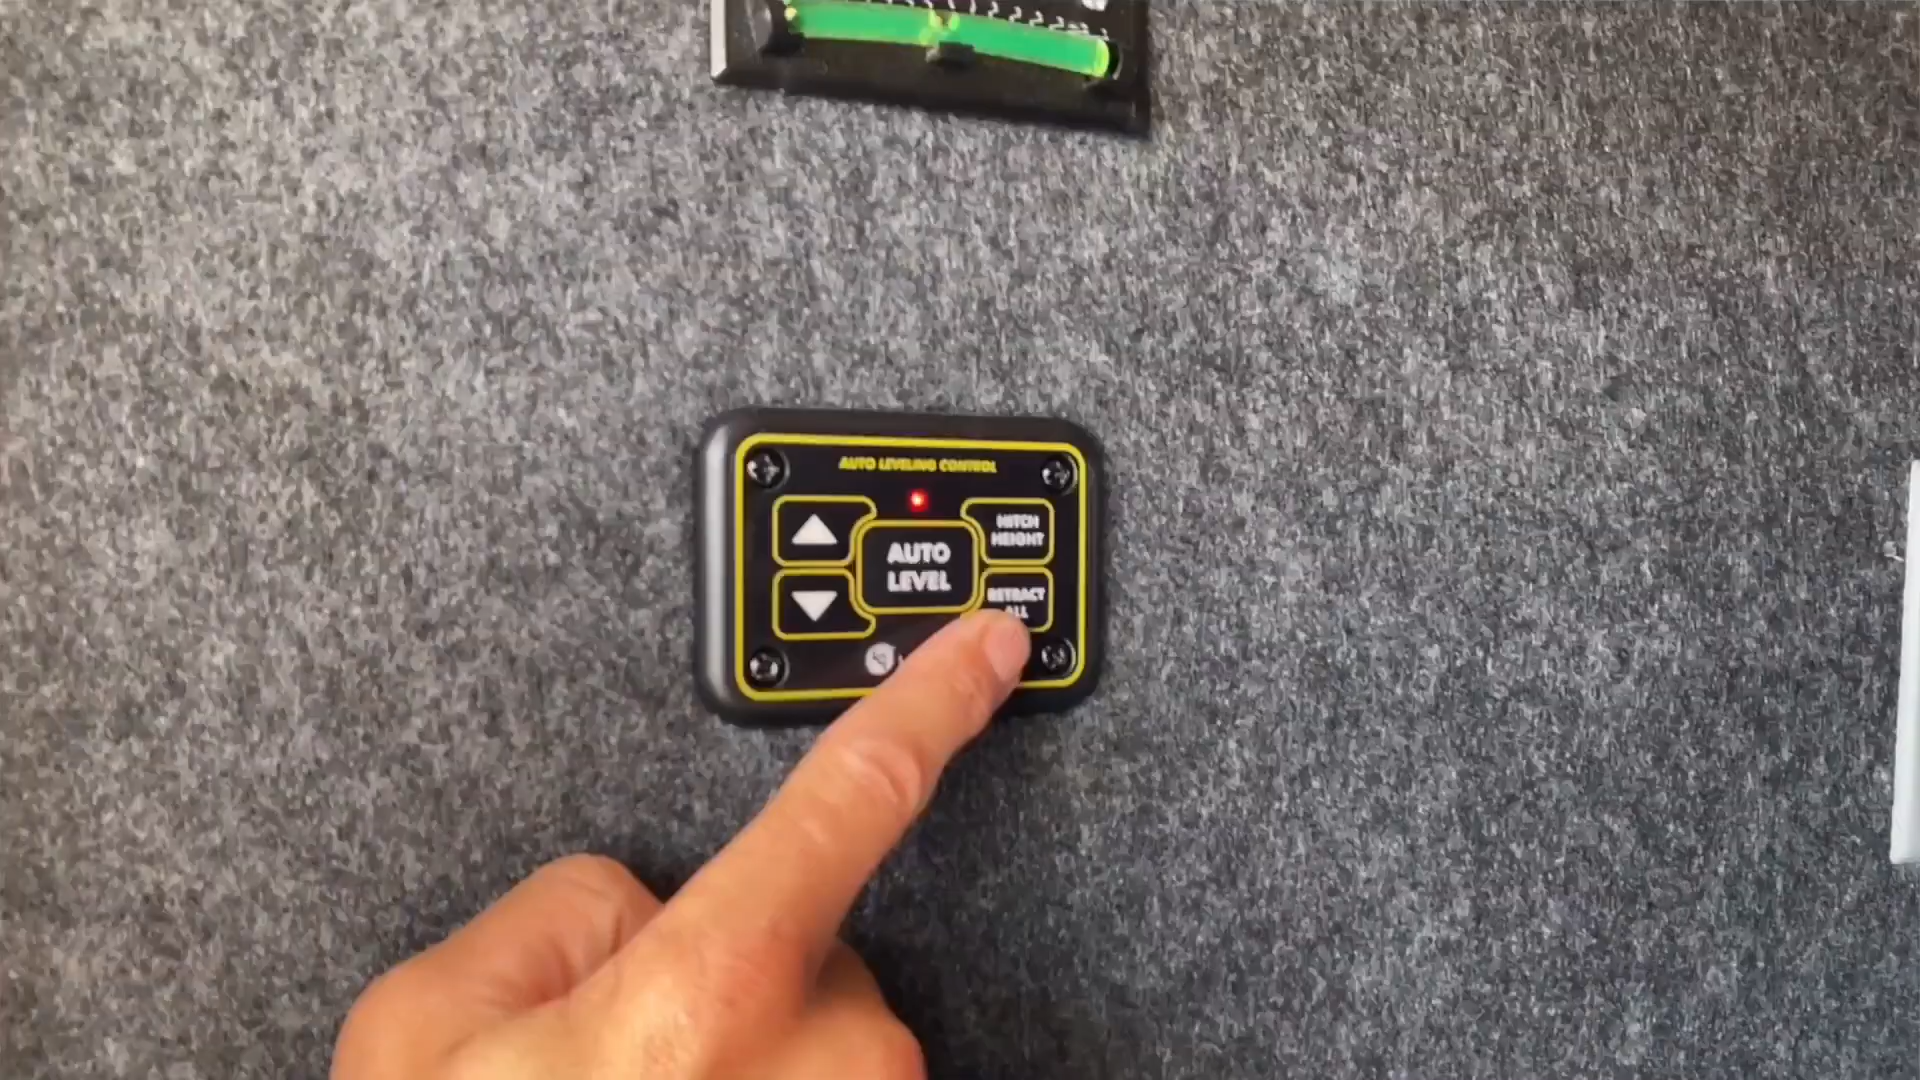 AUTO LEVELING CONTROL
HITCH
HEIGHT
AUTO
LEVEL
RETRACT
ALL